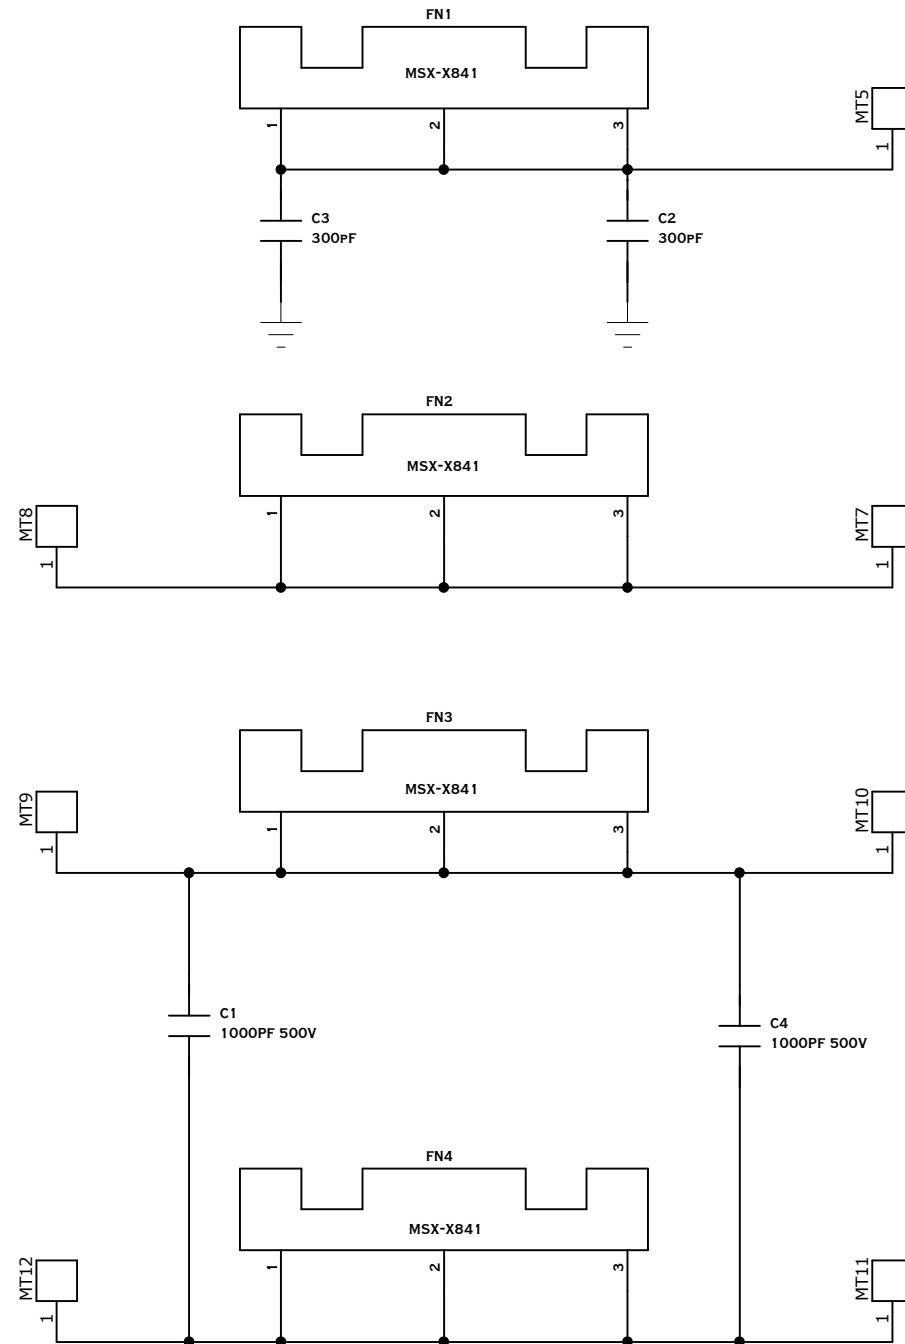 FN1
MSX-X841
MT5
1
2
3
1
C3
300PF
C2
300PF
FN2
MSX-X841
MT8
1
1
2
3
MT7
1
FN3
MSX-X841
MT9
1
1
2
3
MT10
1
C1
1000PF 500V
C4
1000PF 500V
FN4
MSX-X841
MT12
1
1
2
3
MT11
1